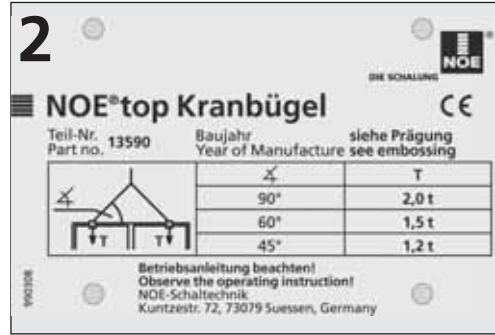 2
NOE®
DIE SCHALUNG
NOE®top Kranbügel CE
Teil-Nr. 13590 Baujahr siehe Prägung
Part no. Year of Manufacture see embossing
∡ T
90° 2,0 t
60° 1,5 t
45° 1,2 t
∡
T T
Betriebsanleitung beachten!
Observe the operating instruction!
NOE-Schaltechnik
Kuntzestr. 72, 73079 Suessen, Germany
990308